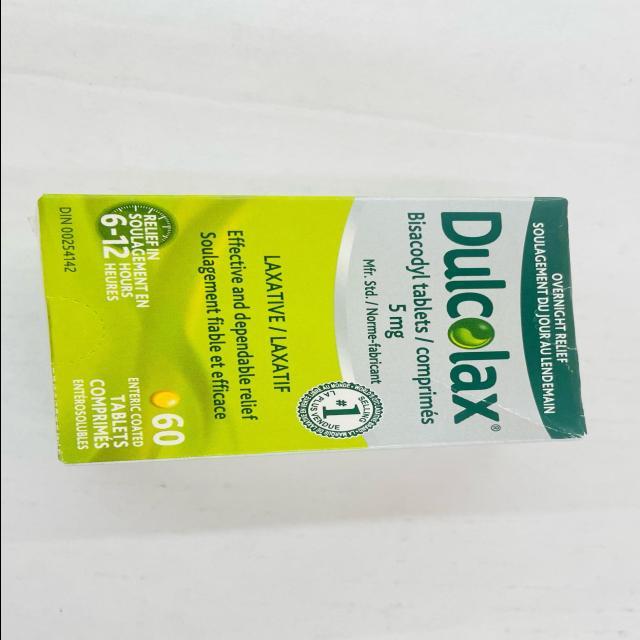 OVERNIGHT RELIEF
SOULAGEMENT DU JOUR AU LENDEMAIN
Dulcolax®
Bisacodyl tablets / comprimés
5 mg
Mfr. Std. / Norme-fabricant
SELLING
#1
LA PLUS VENDUE
AU MONDE
LAXATIVE / LAXATIF
Effective and dependable relief
Soulagement fiable et efficace
RELIEF IN
SOULAGEMENT EN
6-12 HOURS
HEURES
60
ENTERIC COATED
TABLETS
COMPRIMÉS
ENTÉROSOLUBLES
DIN 00254142